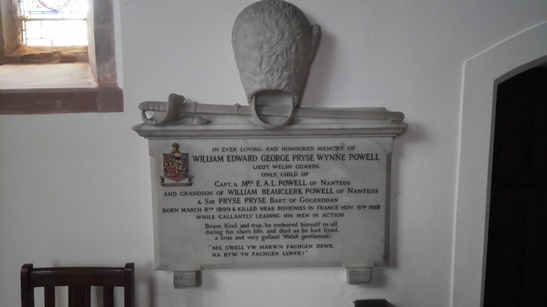 IN EVER LOVING AND HONOURED MEMORY OF
WILLIAM EDWARD GEORGE PRYSE WYNNE POWELL
LIEUT. WELSH GUARDS
ONLY CHILD OF
CAPT. & MRS E. A. L. POWELL OF NANTEOS
AND GRANDSON OF WILLIAM BEAUCLERK POWELL OF NANTEOS
& SIR PRYSE PRYSE BART. OF GOGERDDAN
BORN MARCH 8TH 1899 & KILLED NEAR BUVIGNIES IN FRANCE NOV. 6TH 1918
WHILE GALLANTLY LEADING HIS MEN IN ACTION
Brave, Kind, and true, he endeared himself to all
during his short life, and died as he had lived,
a true and very gallant Welsh gentleman.
"MIL GWELL YW MARW'N FACHGEN DEWR,
NA BYW YN FACHGEN LLWFR!"